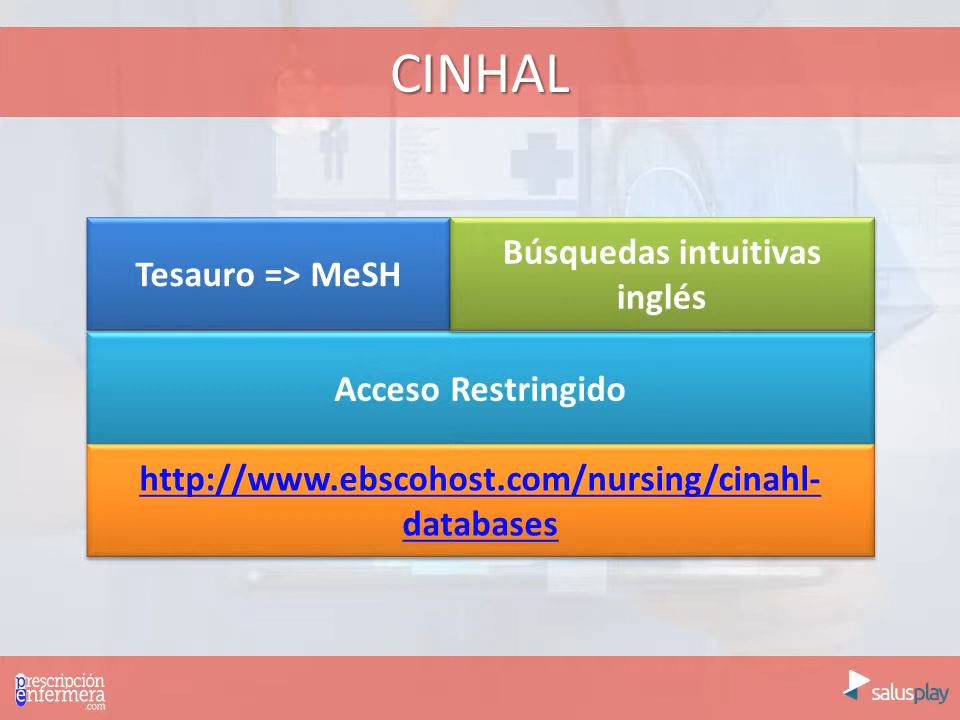 CINHAL
Tesauro => MeSH
Búsquedas intuitivas
inglés
Acceso Restringido
http://www.ebscohost.com/nursing/cinahl-
databases
prescripción
enfermera
.com
salusplay